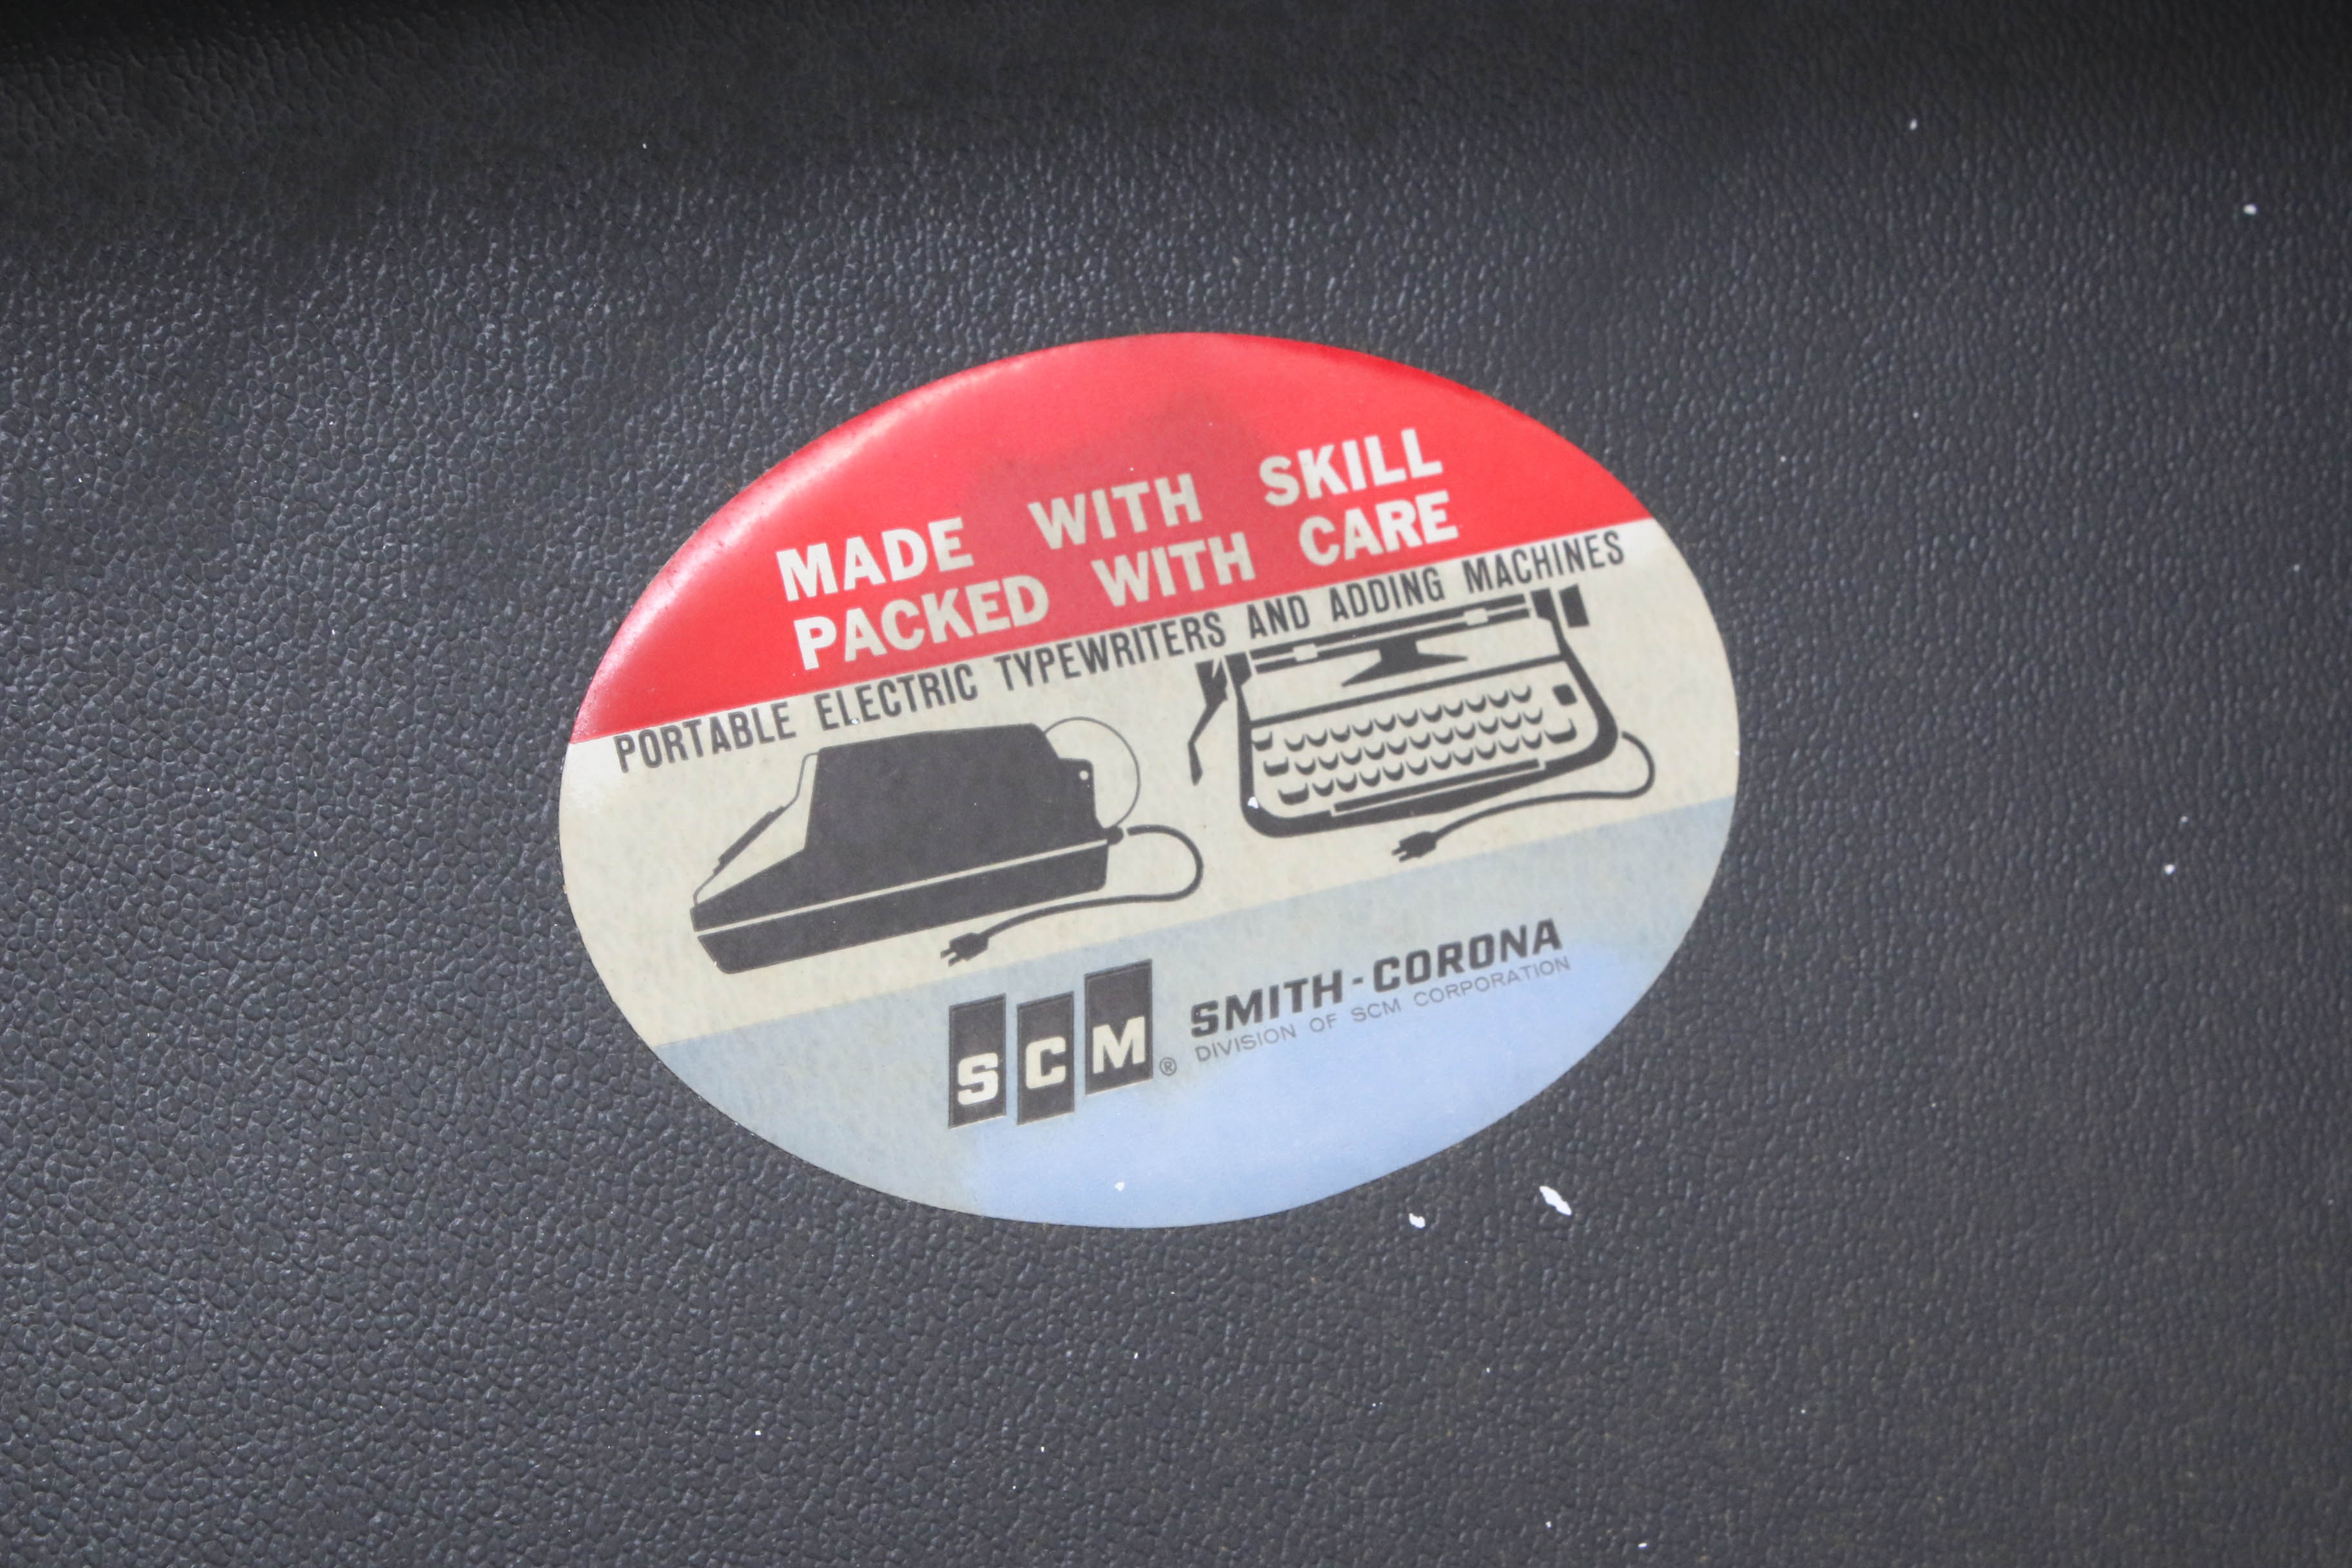 MADE WITH SKILL
PACKED WITH CARE
PORTABLE ELECTRIC TYPEWRITERS AND ADDING MACHINES
SCM® SMITH-CORONA
DIVISION OF SCM CORPORATION